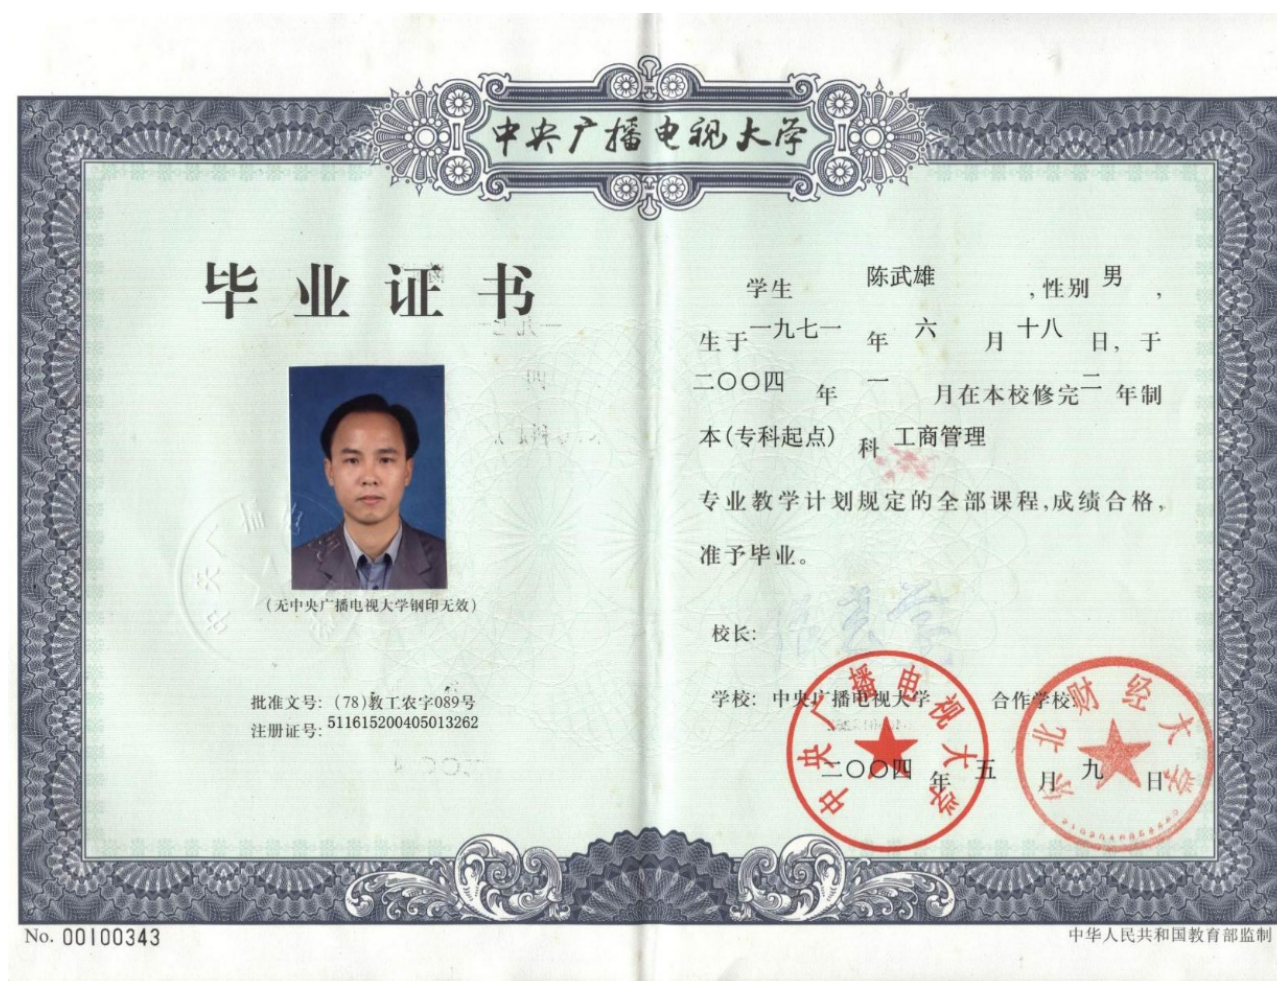 中央广播电视大学
毕业证书
(无中央广播电视大学钢印无效)
批准文号: (78)教工农字089号
注册证号: 511615200405013262
学生 陈武雄 ,性别 男 ,
生于 一九七一 年 六 月 十八 日, 于
二〇〇四 年 一 月在本校修完 二 年制
本(专科起点) 科 工商管理
专业教学计划规定的全部课程,成绩合格,
准予毕业。
校长:
学校: 中央广播电视大学 合作学校:
中央广播电视大学
东北财经大学
二〇〇四 年 五 月 九 日
No. 00100343
中华人民共和国教育部监制